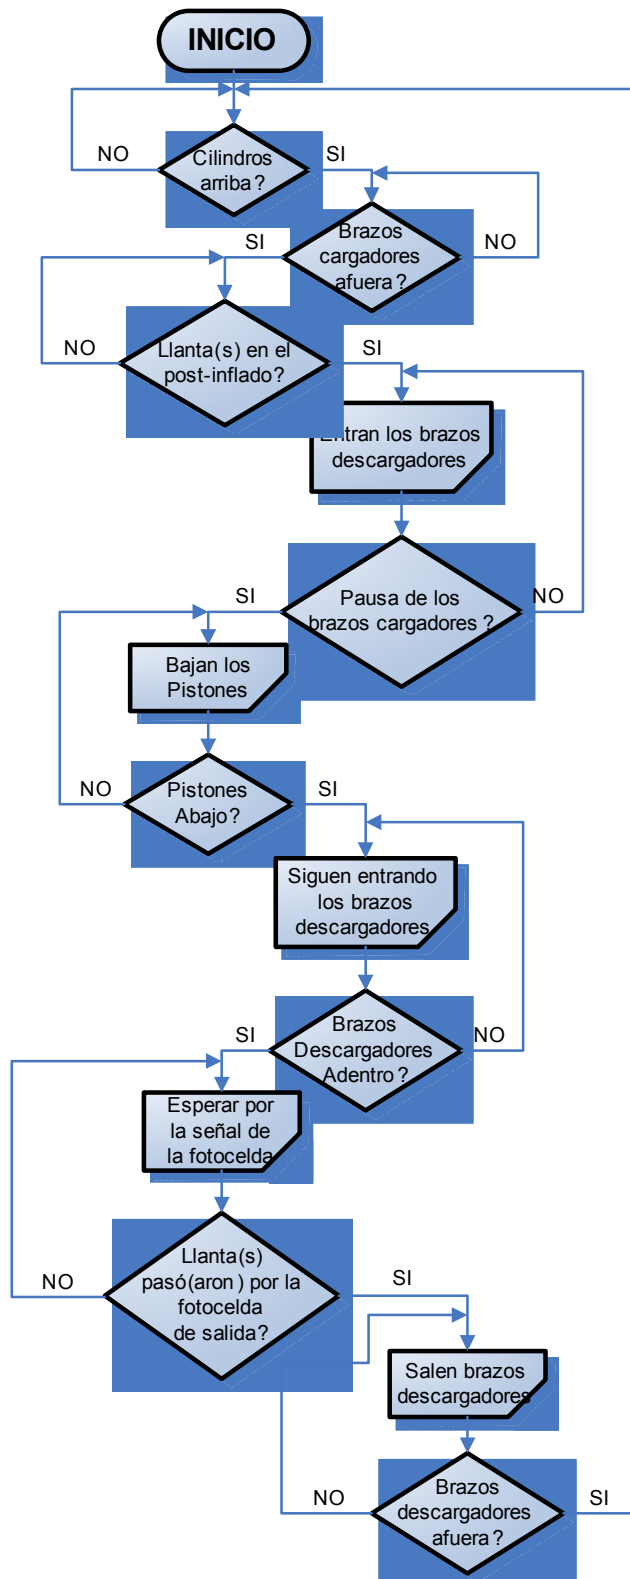 INICIO
NO
Cilindros
arriba?
SI
SI
Brazos
cargadores
afuera?
NO
NO
Llanta(s) en el
post-inflado?
SI
Entran los brazos
descargadores
SI
Pausa de los
brazos cargadores?
NO
Bajan los
Pistones
NO
Pistones
Abajo?
SI
Siguen entrando
los brazos
descargadores
SI
Brazos
Descargadores
Adentro?
NO
Esperar por
la señal de
la fotocelda
NO
Llanta(s)
pasó(aron) por la
fotocelda
de salida?
SI
Salen brazos
descargadores
NO
Brazos
descargadores
afuera?
SI